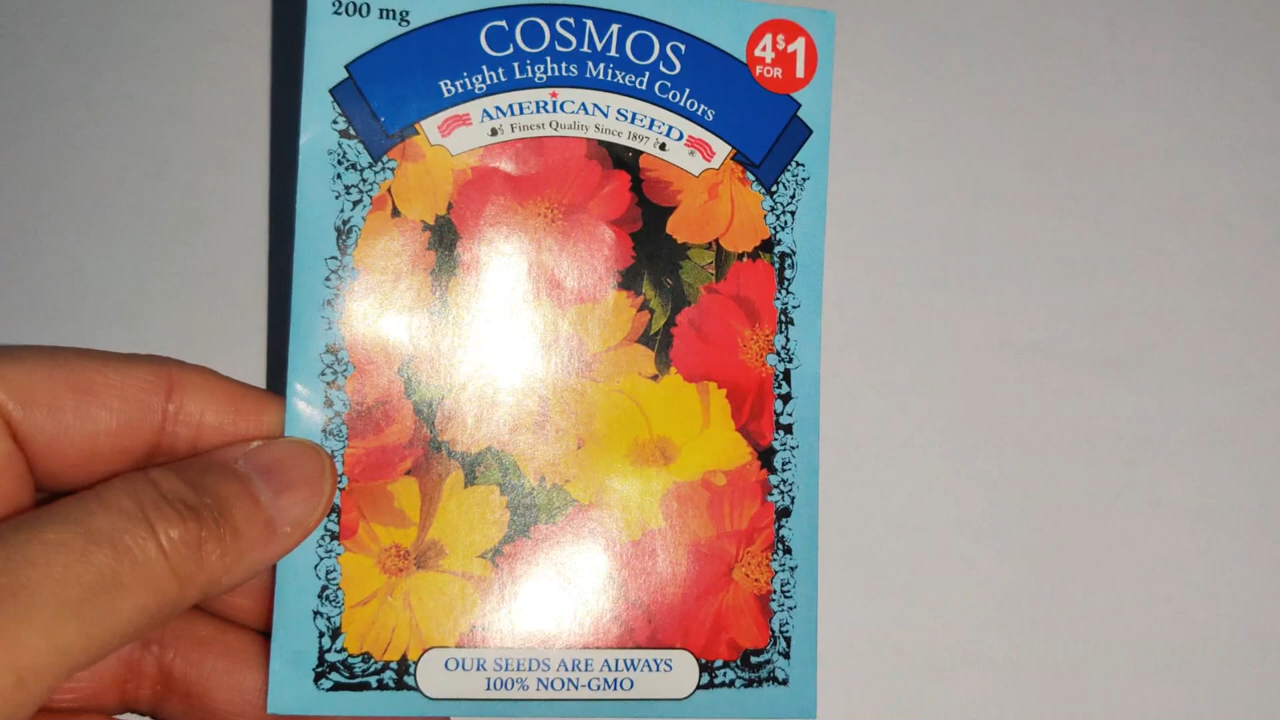 200 mg
COSMOS
Bright Lights Mixed Colors
4 FOR $1
AMERICAN SEED
Finest Quality Since 1897
®
OUR SEEDS ARE ALWAYS
100% NON-GMO